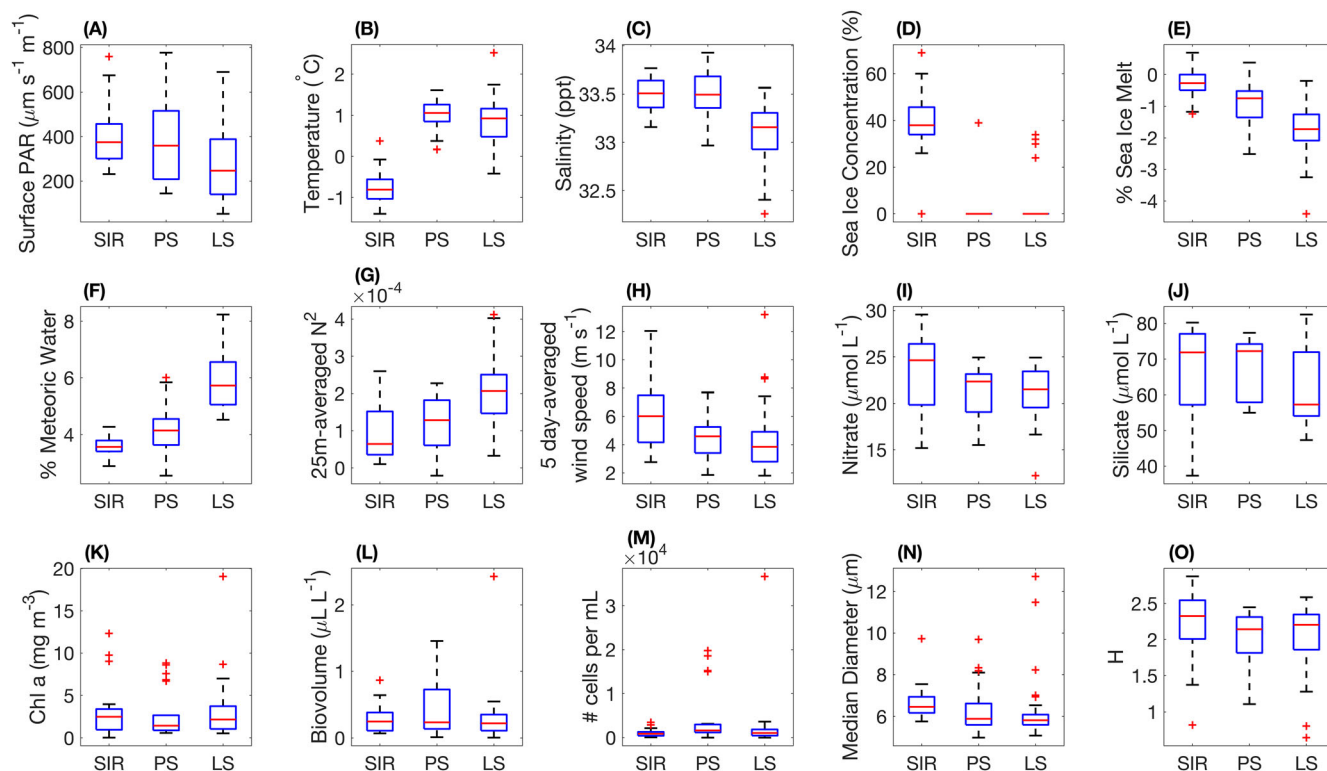 (A)
Surface PAR (μm s⁻¹ m⁻¹)
800
600
400
200
SIR PS LS
(B)
Temperature (°C)
2
1
0
-1
SIR PS LS
(C)
Salinity (ppt)
34
33.5
33
32.5
SIR PS LS
(D)
Sea Ice Concentration (%)
60
40
20
0
SIR PS LS
(E)
% Sea Ice Melt
0
-1
-2
-3
-4
SIR PS LS
(F)
% Meteoric Water
8
6
4
SIR PS LS
(G)
×10⁻⁴
25m-averaged N²
4
2
0
SIR PS LS
(H)
5 day-averaged
wind speed (m s⁻¹)
12
10
8
6
4
2
SIR PS LS
(I)
Nitrate (μmol L⁻¹)
30
25
20
15
SIR PS LS
(J)
Silicate (μmol L⁻¹)
80
70
60
50
40
SIR PS LS
(K)
Chl a (mg m⁻³)
20
15
10
5
0
SIR PS LS
(L)
Biovolume (μL L⁻¹)
2
1
0
SIR PS LS
(M)
×10⁴
# cells per mL
3
2
1
0
SIR PS LS
(N)
Median Diameter (μm)
12
10
8
6
SIR PS LS
(O)
H
2.5
2
1.5
1
SIR PS LS